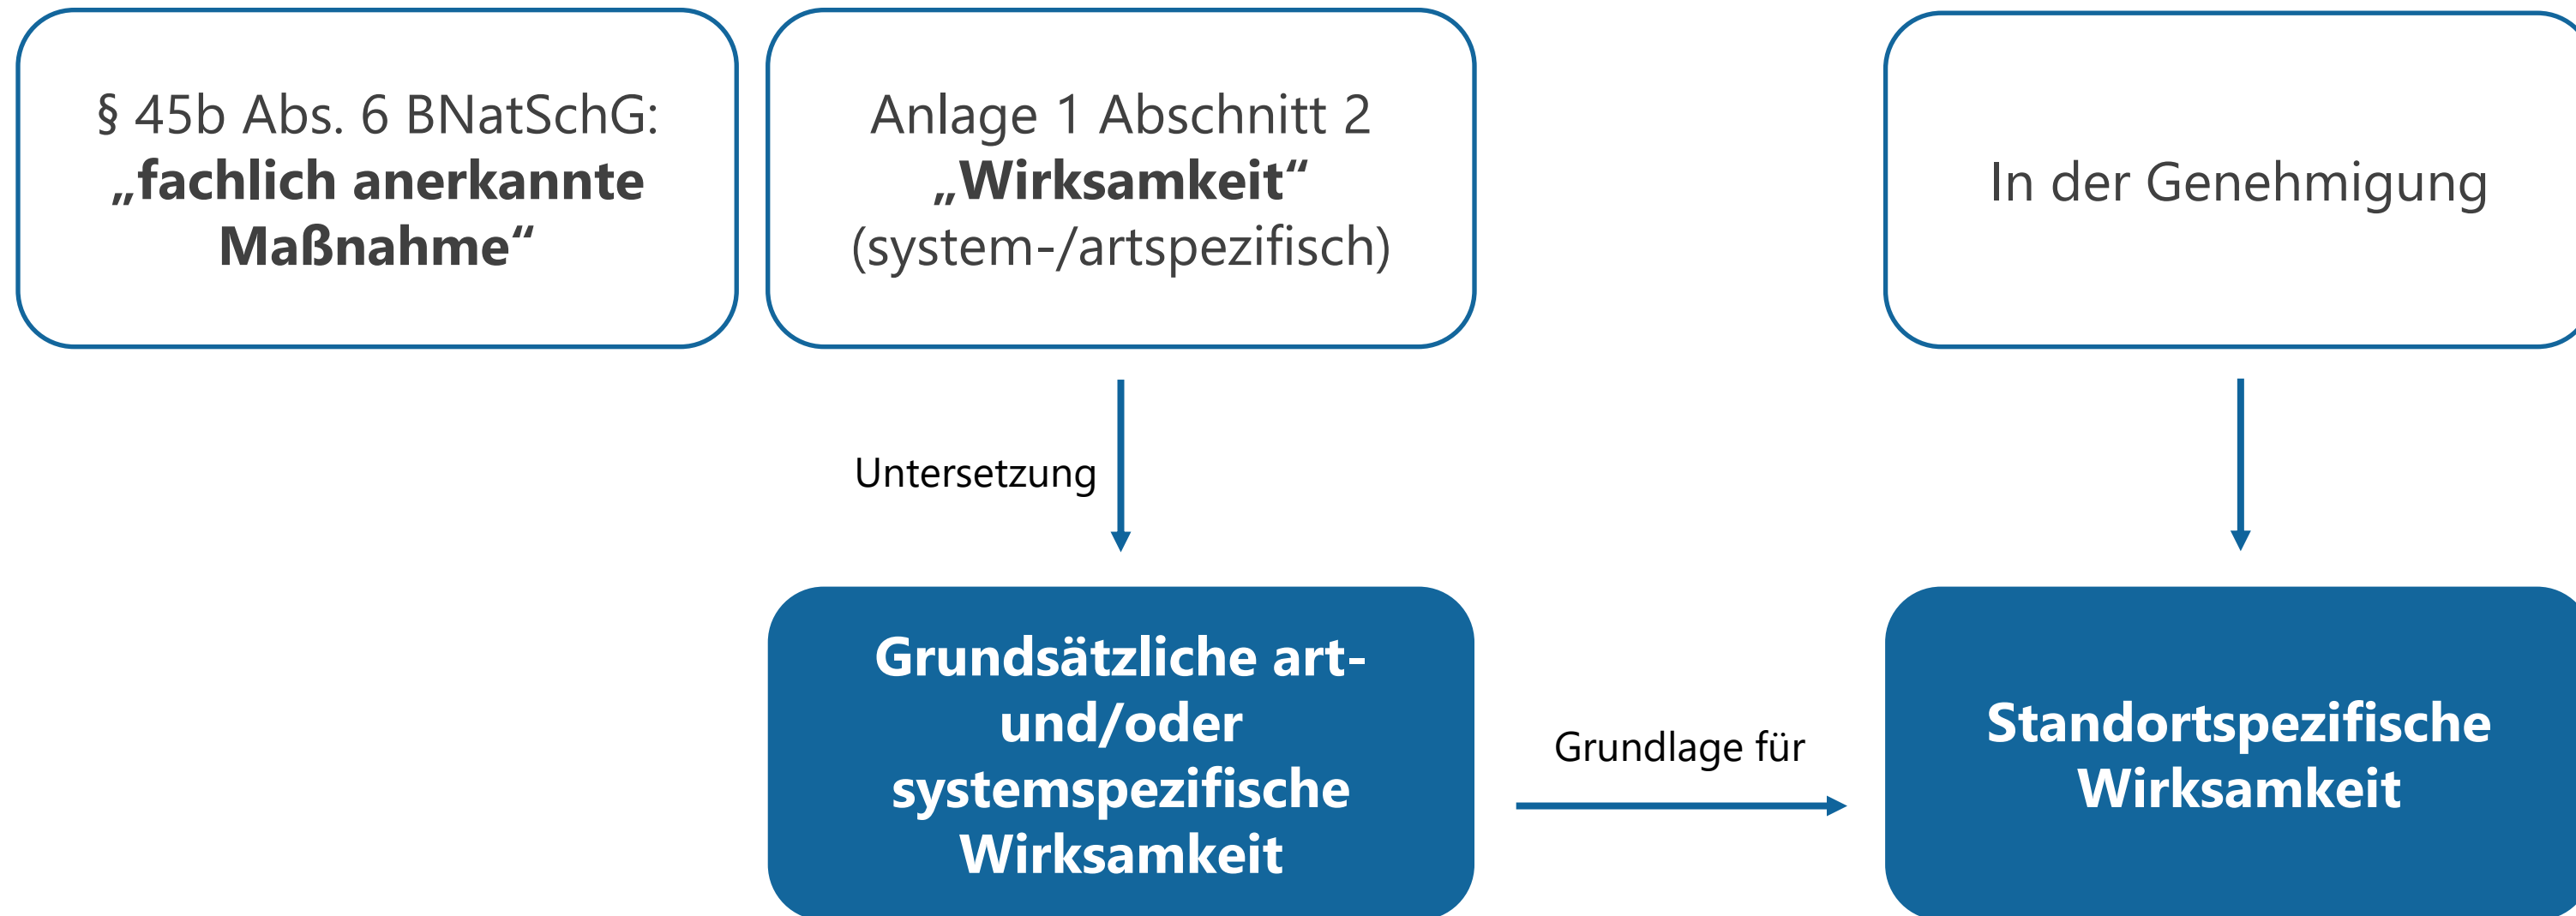 § 45b Abs. 6 BNatSchG:
„fachlich anerkannte
Maßnahme“
Anlage 1 Abschnitt 2
„Wirksamkeit“
(system-/artspezifisch)
In der Genehmigung
Untersetzung
Grundsätzliche art-
und/oder
systemspezifische
Wirksamkeit
Grundlage für
Standortspezifische
Wirksamkeit